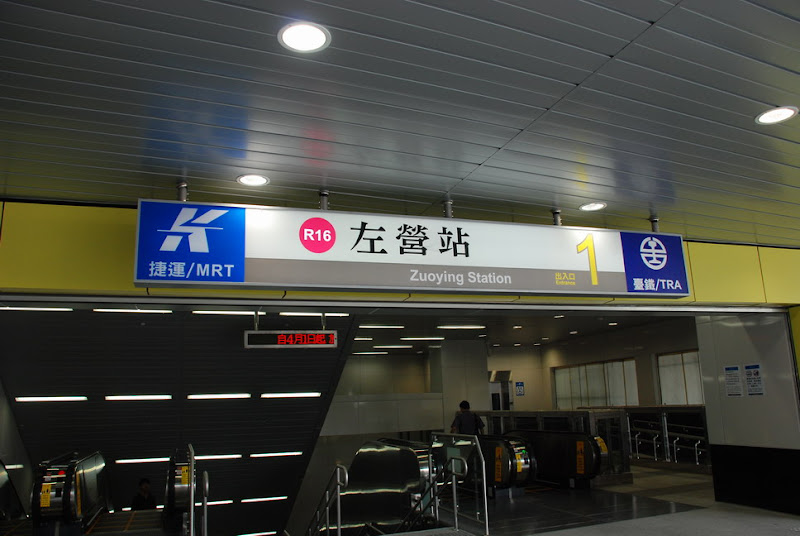 捷運/MRT
R16
左營站
Zuoying Station
出入口
Entrance
1
臺鐵/TRA
自4月1日起